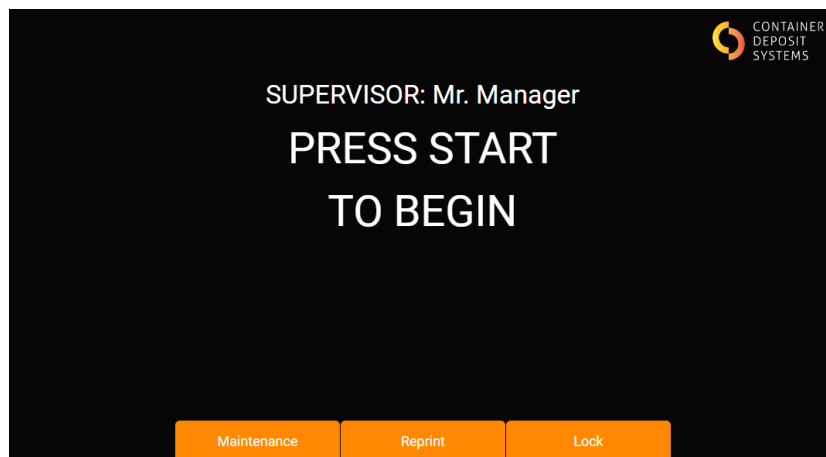 CONTAINER
DEPOSIT
SYSTEMS
SUPERVISOR: Mr. Manager
PRESS START
TO BEGIN
Maintenance
Reprint
Lock